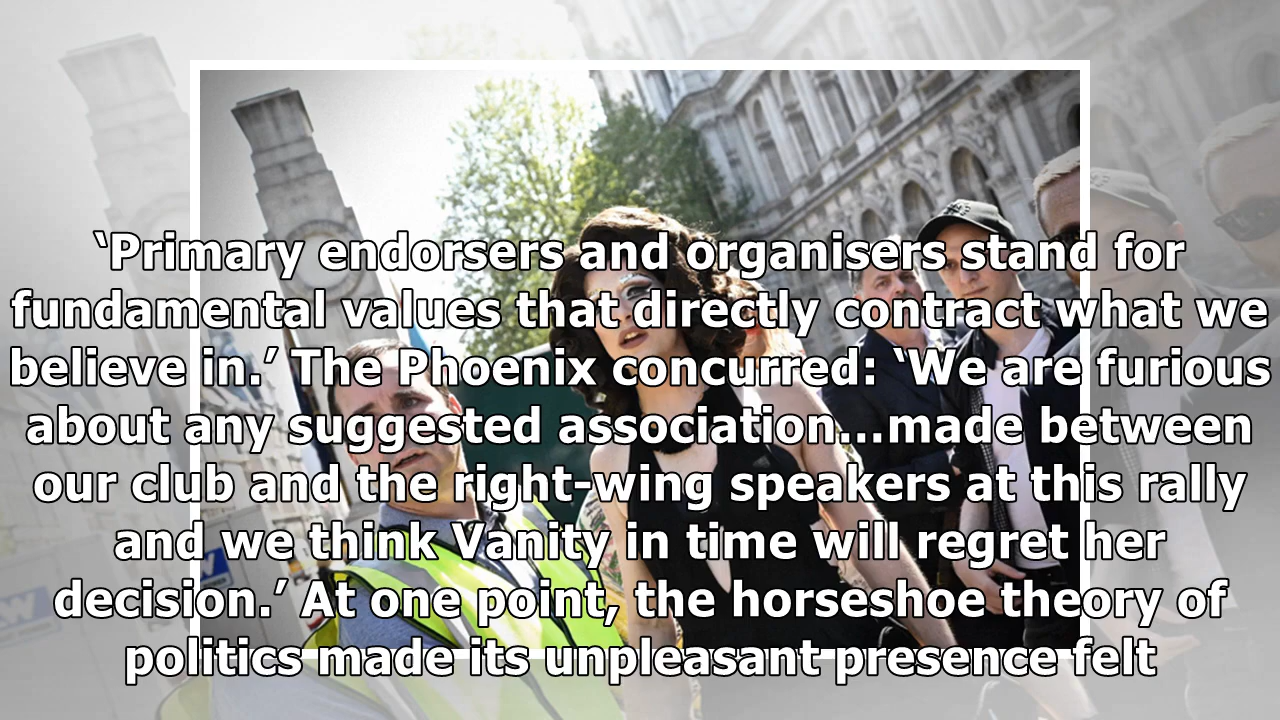 ‘Primary endorsers and organisers stand for
fundamental values that directly contract what we
believe in.’ The Phoenix concurred: ‘We are furious
about any suggested association…made between
our club and the right-wing speakers at this rally
and we think Vanity in time will regret her
decision.’ At one point, the horseshoe theory of
politics made its unpleasant presence felt